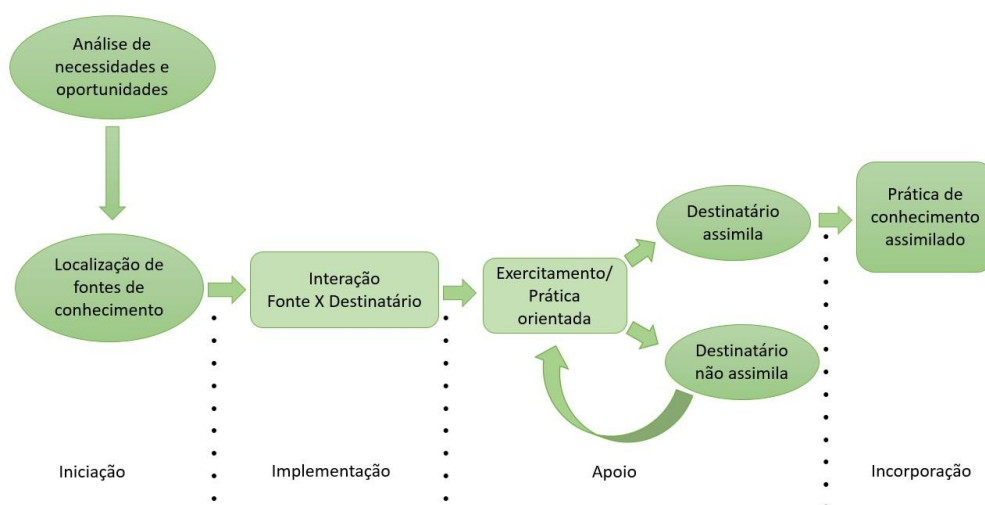 Análise de
necessidades e
oportunidades
Localização de
fontes de
conhecimento
Interação
Fonte X Destinatário
Exercitamento/
Prática
orientada
Destinatário
assimila
Destinatário
não assimila
Prática de
conhecimento
assimilado
Iniciação
Implementação
Apoio
Incorporação